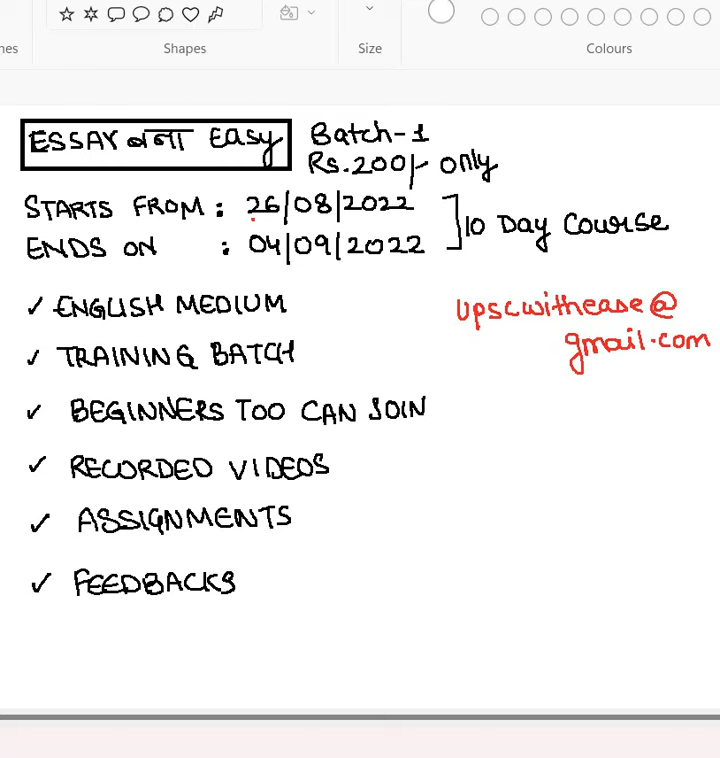 nes
Shapes
Size
Colours
ESSAY बना Easy
Batch-1
Rs.200/- only
STARTS FROM : 26/08/2022
ENDS ON : 04/09/2022
10 Day Course
✓ ENGLISH MEDIUM
upscwithease@
gmail.com
✓ TRAINING BATCH
✓ BEGINNERS TOO CAN JOIN
✓ RECORDED VIDEOS
✓ ASSIGNMENTS
✓ FEEDBACKS